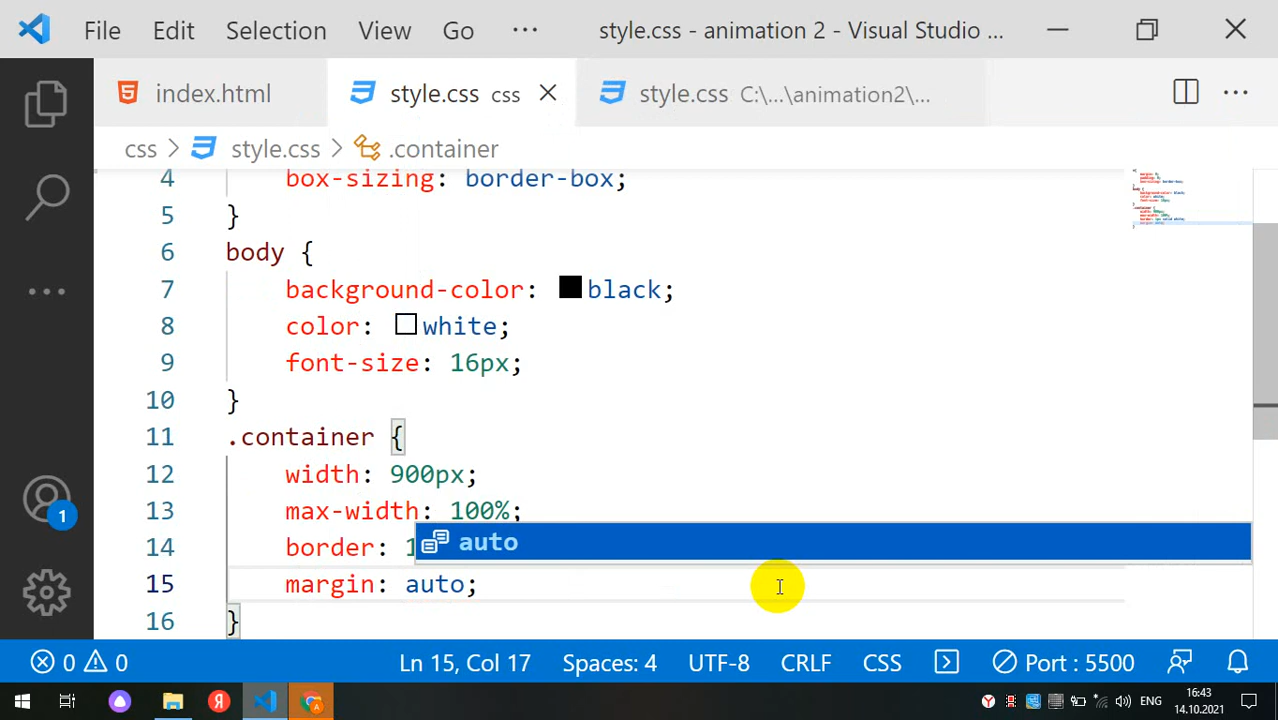 File Edit Selection View Go ··· style.css - animation 2 - Visual Studio ...
index.html style.css css style.css C:\...\animation2\...
css > style.css > .container
4 box-sizing: border-box;
5 }
6 body {
7 background-color: black;
8 color: white;
9 font-size: 16px;
10 }
11 .container {
12 width: 900px;
13 max-width: 100%;
14 border: 1
auto
15 margin: auto;
16 }
1
0 0 Ln 15, Col 17 Spaces: 4 UTF-8 CRLF CSS Port : 5500
ENG
16:43
14.10.2021